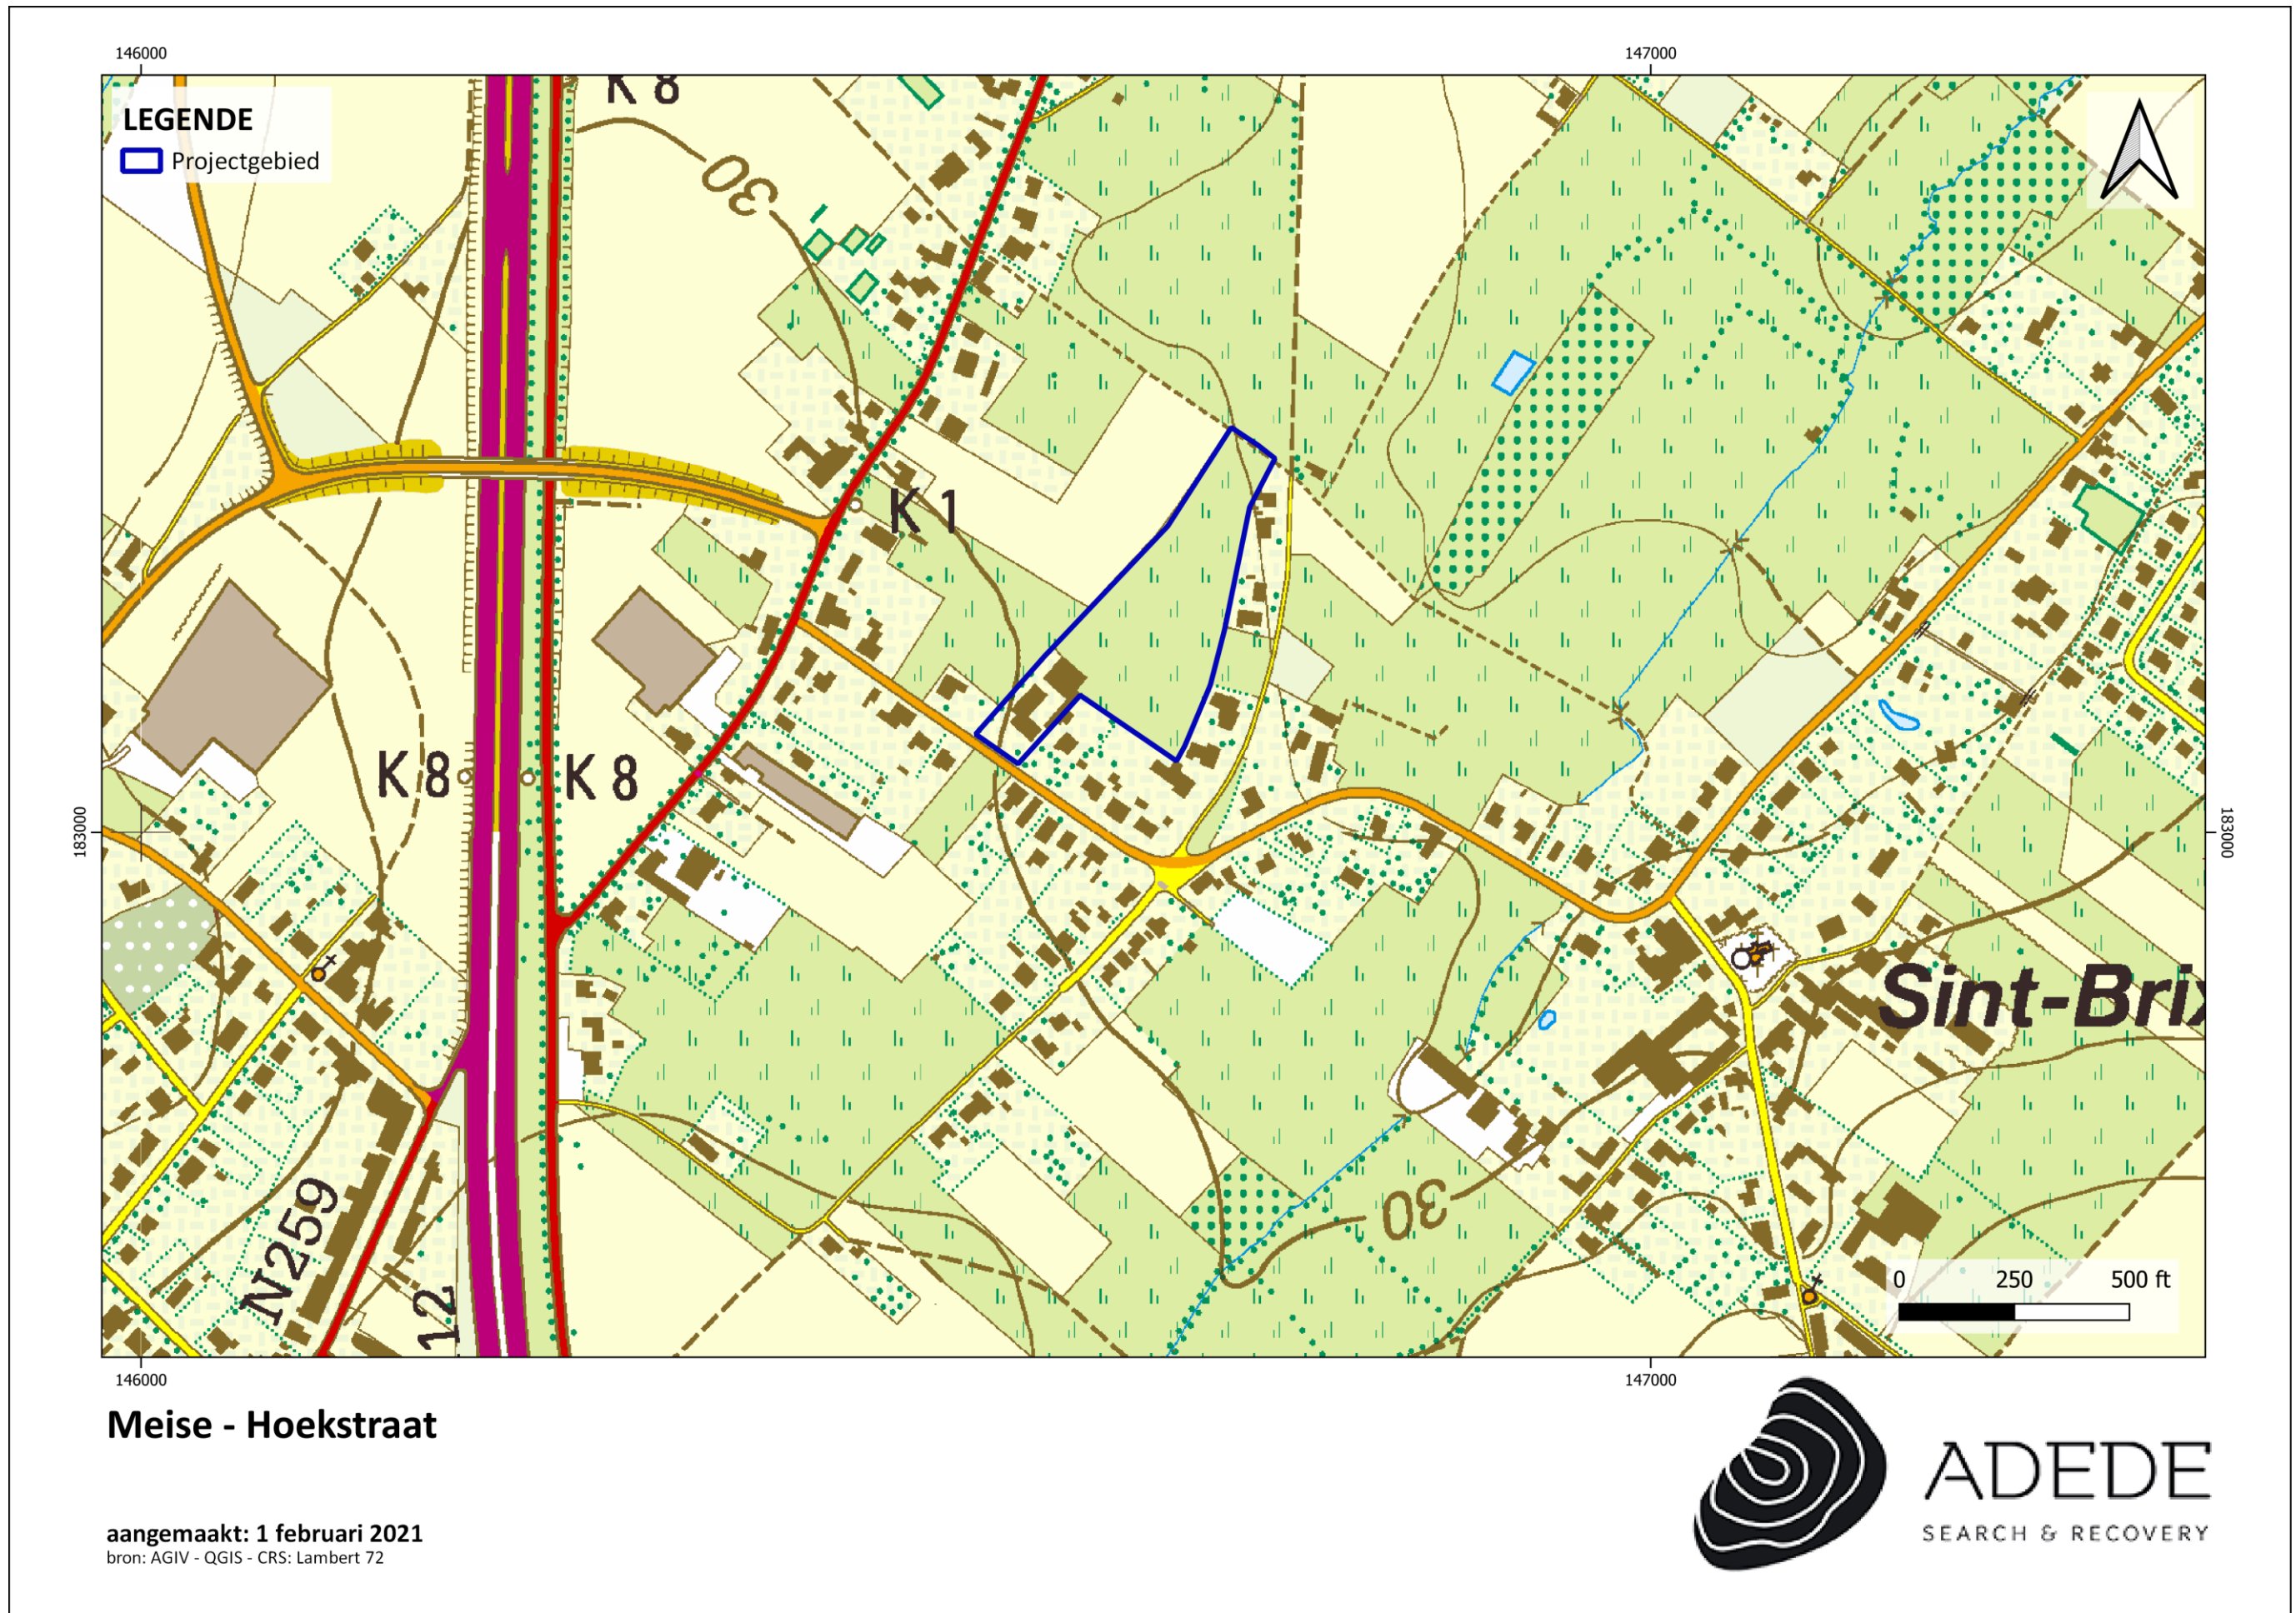 146000
147000
LEGENDE
Projectgebied
K 8
30
K 1
K 8
K 8
183000
183000
Sint-Brix
30
N259
12
0 250 500 ft
146000
147000
Meise - Hoekstraat
aangemaakt: 1 februari 2021
bron: AGIV - QGIS - CRS: Lambert 72
ADEDE
SEARCH & RECOVERY